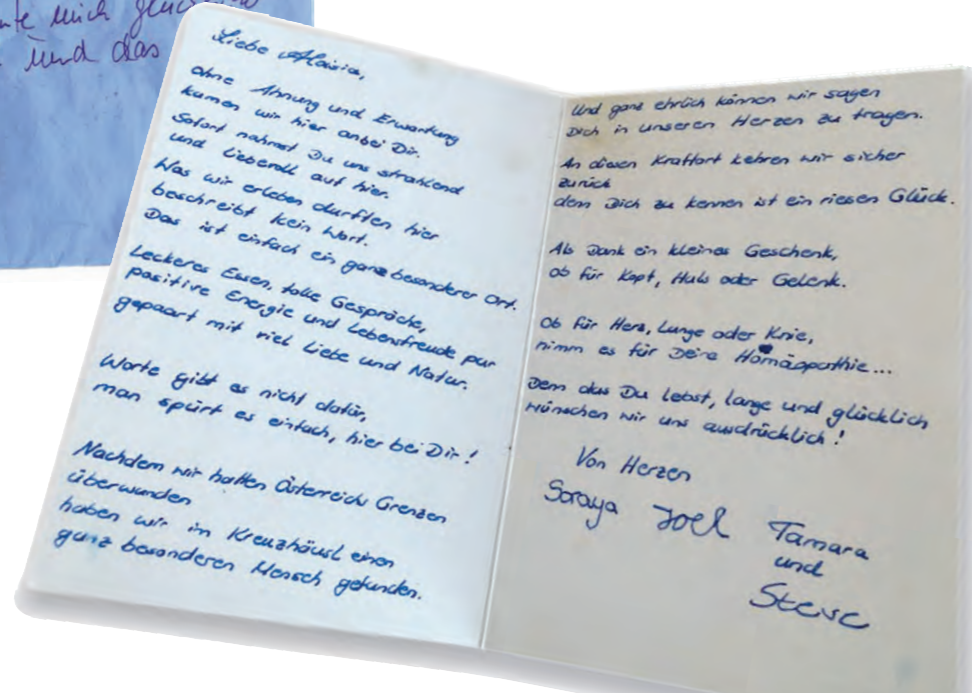 mich
und das
Liebe Aloisia,
ohne Ahnung und Erwartung
kamen wir hier an bei Dir.
Sofort nahmst Du uns strahlend
und liebevoll auf hier.
Was wir erleben durften hier
beschreibt kein Wort.
Das ist einfach ein ganz besonderer Ort.
Leckeres Essen, tolle Gespräche,
positive Energie und Lebensfreude pur
gepaart mit viel Liebe und Natur.
Worte gibt es nicht dafür,
man spürt es einfach, hier bei Dir!
Nachdem wir hatten Österreichs Grenzen
überwunden
haben wir im Kreuzhäusl einen
ganz besonderen Mensch gefunden.
Und ganz ehrlich können wir sagen
Dich in unseren Herzen zu tragen.
An diesen Kraftort kehren wir sicher
zurück
denn Dich zu kennen ist ein riesen Glück.
Als Dank ein kleines Geschenk,
ob für Kopf, Hals oder Gelenk.
Ob für Herz, Lunge oder Knie,
nimm es für Deine Homöopathie...
Denn das Du lebst, lange und glücklich
wünschen wir uns ausdrücklich!
Von Herzen
Soraya Joel Tamara
und
Steve